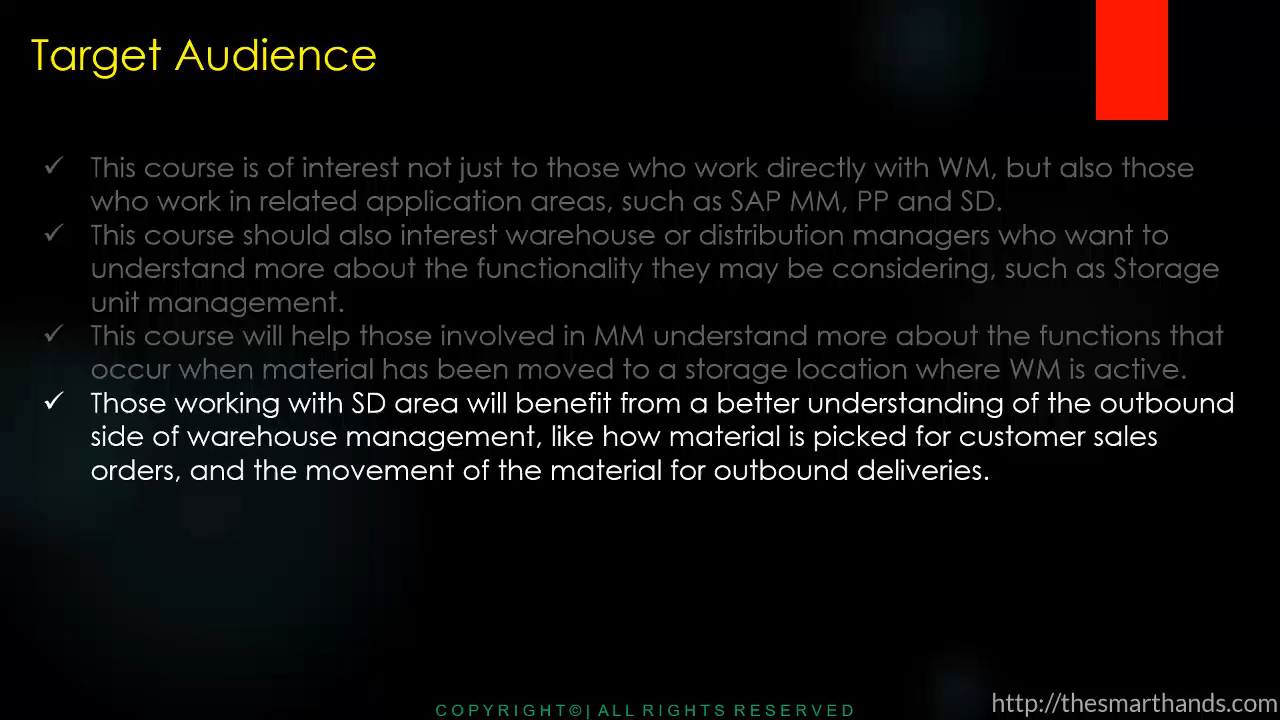 Target Audience
✓ This course is of interest not just to those who work directly with WM, but also those
who work in related application areas, such as SAP MM, PP and SD.
✓ This course should also interest warehouse or distribution managers who want to
understand more about the functionality they may be considering, such as Storage
unit management.
✓ This course will help those involved in MM understand more about the functions that
occur when material has been moved to a storage location where WM is active.
✓ Those working with SD area will benefit from a better understanding of the outbound
side of warehouse management, like how material is picked for customer sales
orders, and the movement of the material for outbound deliveries.
COPYRIGHT©| ALL RIGHTS RESERVED
http://thesmarthands.com